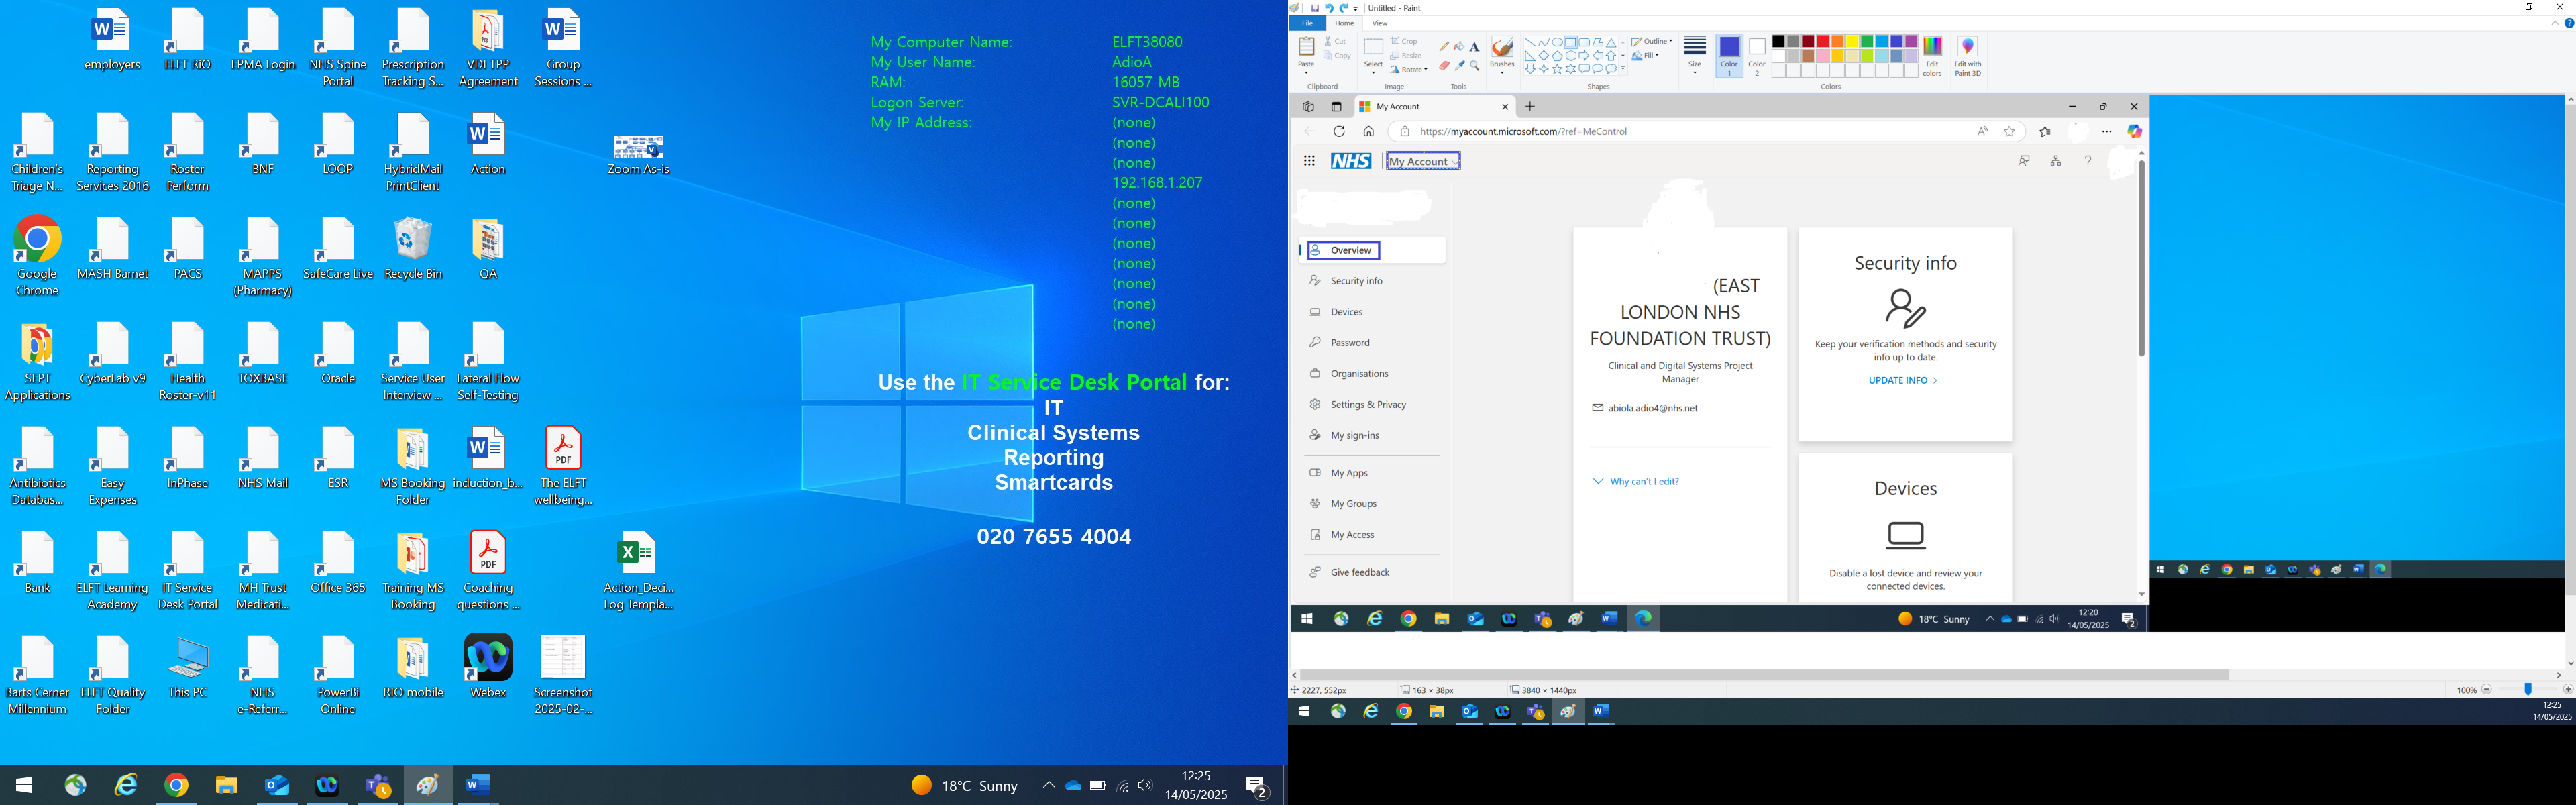 employers
ELFT RiO
EPMA Login
NHS Spine Portal
Prescription Tracking S...
VDI TPP Agreement
Group Sessions ...
Children's Triage N...
Reporting Services 2016
Roster Perform
BNF
LOOP
HybridMail PrintClient
Action
Zoom As-is
Google Chrome
MASH Barnet
PACS
MAPPS (Pharmacy)
SafeCare Live
Recycle Bin
QA
SEPT Applications
CyberLab v9
Health Roster-v11
TOXBASE
Oracle
Service User Interview ...
Lateral Flow Self-Testing
Antibiotics Databas...
Easy Expenses
InPhase
NHS Mail
ESR
MS Booking Folder
induction_b...
PDF
The ELFT wellbeing...
Bank
ELFT Learning Academy
IT Service Desk Portal
MH Trust Medicati...
Office 365
Training MS Booking
PDF
Coaching questions ...
Action_Deci... Log Templa...
Barts Cerner Millennium
ELFT Quality Folder
This PC
NHS e-Referr...
PowerBi Online
RIO mobile
Webex
Screenshot 2025-02-...
My Computer Name: ELFT38080
My User Name: AdioA
RAM: 16057 MB
Logon Server: SVR-DCALI100
My IP Address: (none)
(none)
(none)
192.168.1.207
(none)
(none)
(none)
(none)
(none)
(none)
(none)
Use the IT Service Desk Portal for:
IT
Clinical Systems
Reporting
Smartcards
020 7655 4004
18°C Sunny
12:25
14/05/2025
2
Untitled - Paint
File Home View
Paste
Cut
Copy
Clipboard
Select
Crop
Resize
Rotate
Image
Tools
Brushes
Shapes
Outline
Fill
Size
Color 1
Color 2
Edit colors
Colors
Edit with Paint 3D
My Account
https://myaccount.microsoft.com/?ref=MeControl
NHS
My Account
Overview
Security info
Devices
Password
Organisations
Settings & Privacy
My sign-ins
My Apps
My Groups
My Access
Give feedback
(EAST
LONDON NHS
FOUNDATION TRUST)
Clinical and Digital Systems Project
Manager
abiola.adio4@nhs.net
Why can't I edit?
Security info
Keep your verification methods and security
info up to date.
UPDATE INFO
Devices
Disable a lost device and review your
connected devices.
18°C Sunny
12:20
14/05/2025
2
2227, 552px
163 × 38px
3840 × 1440px
100%
12:25
14/05/2025